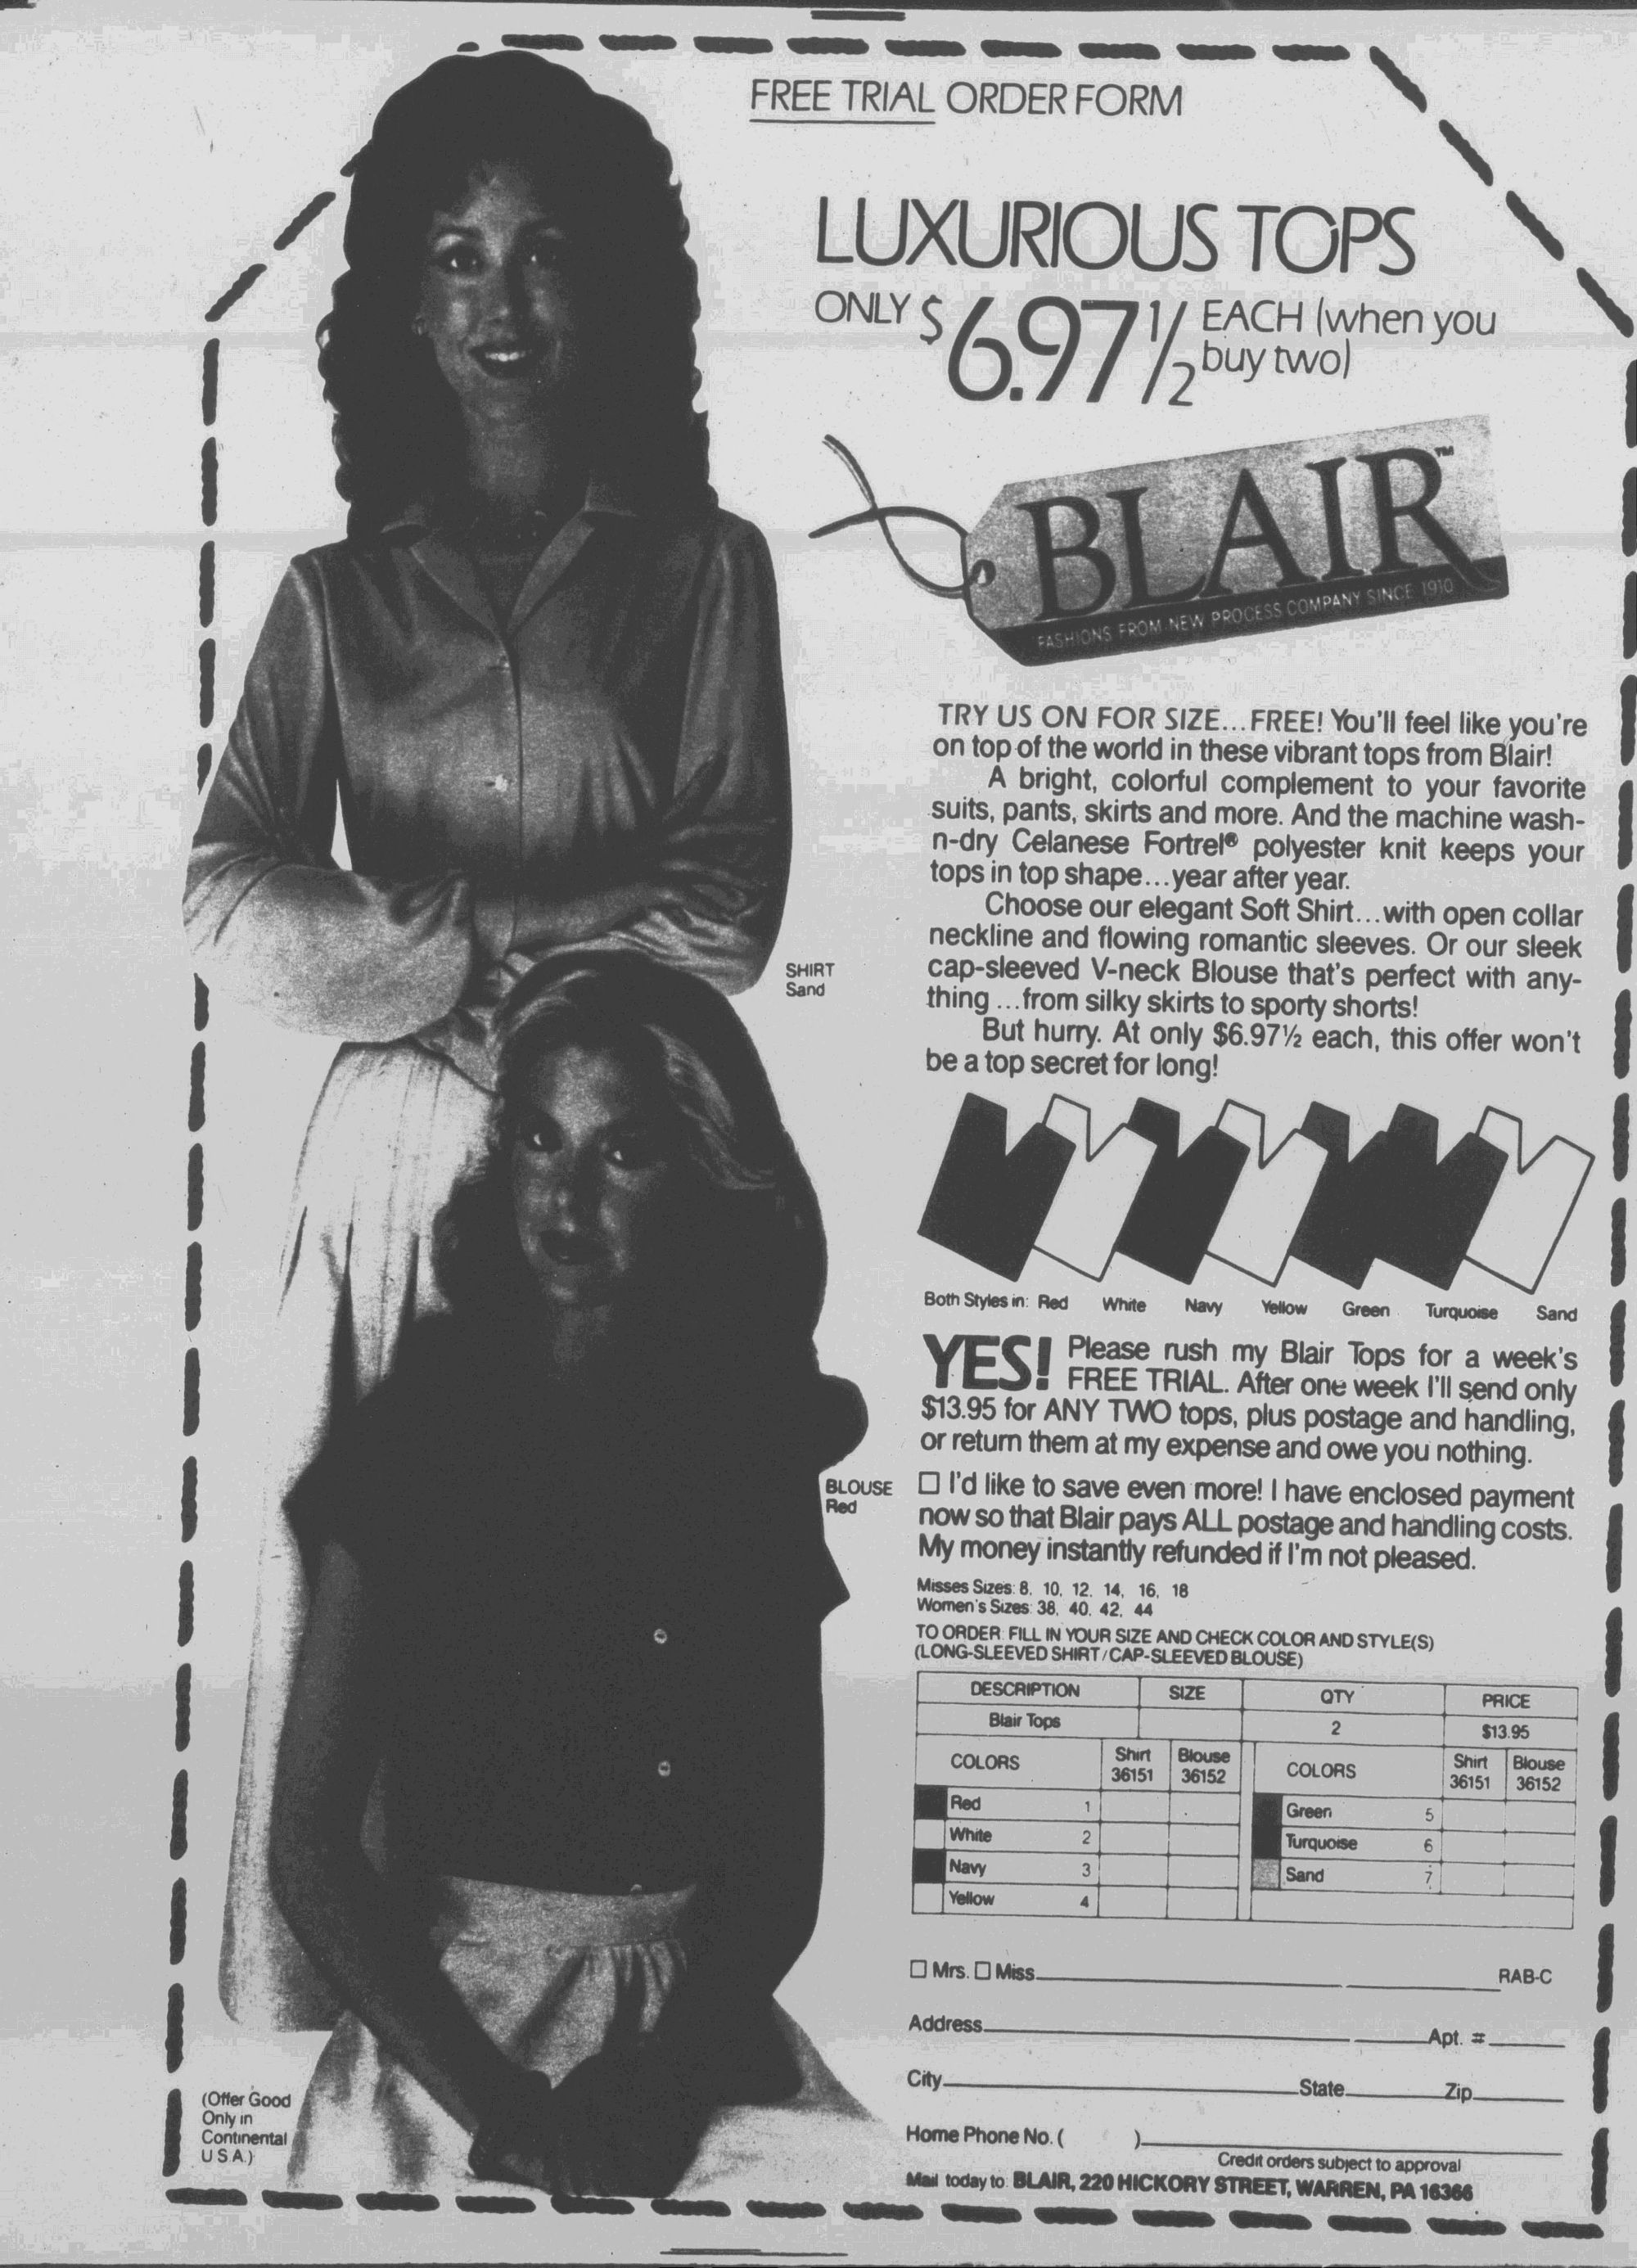 FREE TRIAL ORDER FORM
LUXURIOUS TOPS
ONLY $6.97½ EACH (when you
buy two)
BLAIR™
FASHIONS FROM NEW PROCESS COMPANY SINCE 1910
TRY US ON FOR SIZE...FREE! You'll feel like you're
on top of the world in these vibrant tops from Blair!
A bright, colorful complement to your favorite
suits, pants, skirts and more. And the machine wash-
n-dry Celanese Fortrel® polyester knit keeps your
tops in top shape...year after year.
Choose our elegant Soft Shirt...with open collar
neckline and flowing romantic sleeves. Or our sleek
cap-sleeved V-neck Blouse that's perfect with any-
thing ...from silky skirts to sporty shorts!
But hurry. At only $6.97½ each, this offer won't
be a top secret for long!
SHIRT
Sand
Both Styles in: Red White Navy Yellow Green Turquoise Sand
YES! Please rush my Blair Tops for a week's
FREE TRIAL. After one week I'll send only
$13.95 for ANY TWO tops, plus postage and handling,
or return them at my expense and owe you nothing.
BLOUSE
Red
☐ I'd like to save even more! I have enclosed payment
now so that Blair pays ALL postage and handling costs.
My money instantly refunded if I'm not pleased.
Misses Sizes: 8, 10, 12, 14, 16, 18
Women's Sizes: 38, 40, 42, 44
TO ORDER: FILL IN YOUR SIZE AND CHECK COLOR AND STYLE(S)
(LONG-SLEEVED SHIRT/CAP-SLEEVED BLOUSE)
DESCRIPTION SIZE QTY PRICE
Blair Tops 2 $13.95
COLORS Shirt 36151 Blouse 36152 COLORS Shirt 36151 Blouse 36152
Red 1 Green 5
White 2 Turquoise 6
Navy 3 Sand 7
Yellow 4
☐ Mrs. ☐ Miss RAB-C
Address Apt. #
City State Zip
Home Phone No. ( )
Credit orders subject to approval
Mail today to: BLAIR, 220 HICKORY STREET, WARREN, PA 16366
(Offer Good
Only in
Continental
U S A.)